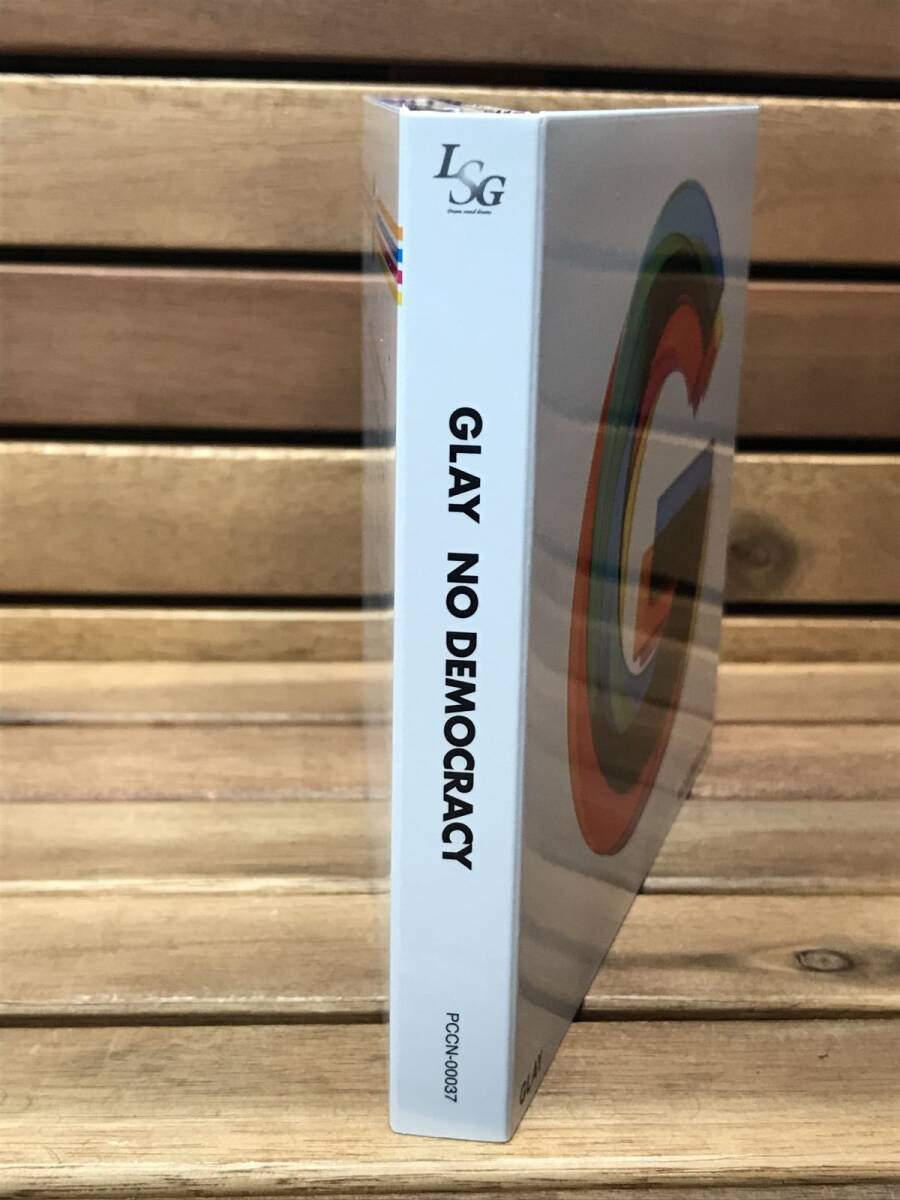 LSG
GLAY NO DEMOCRACY
PCCN-00037
G
GLAY